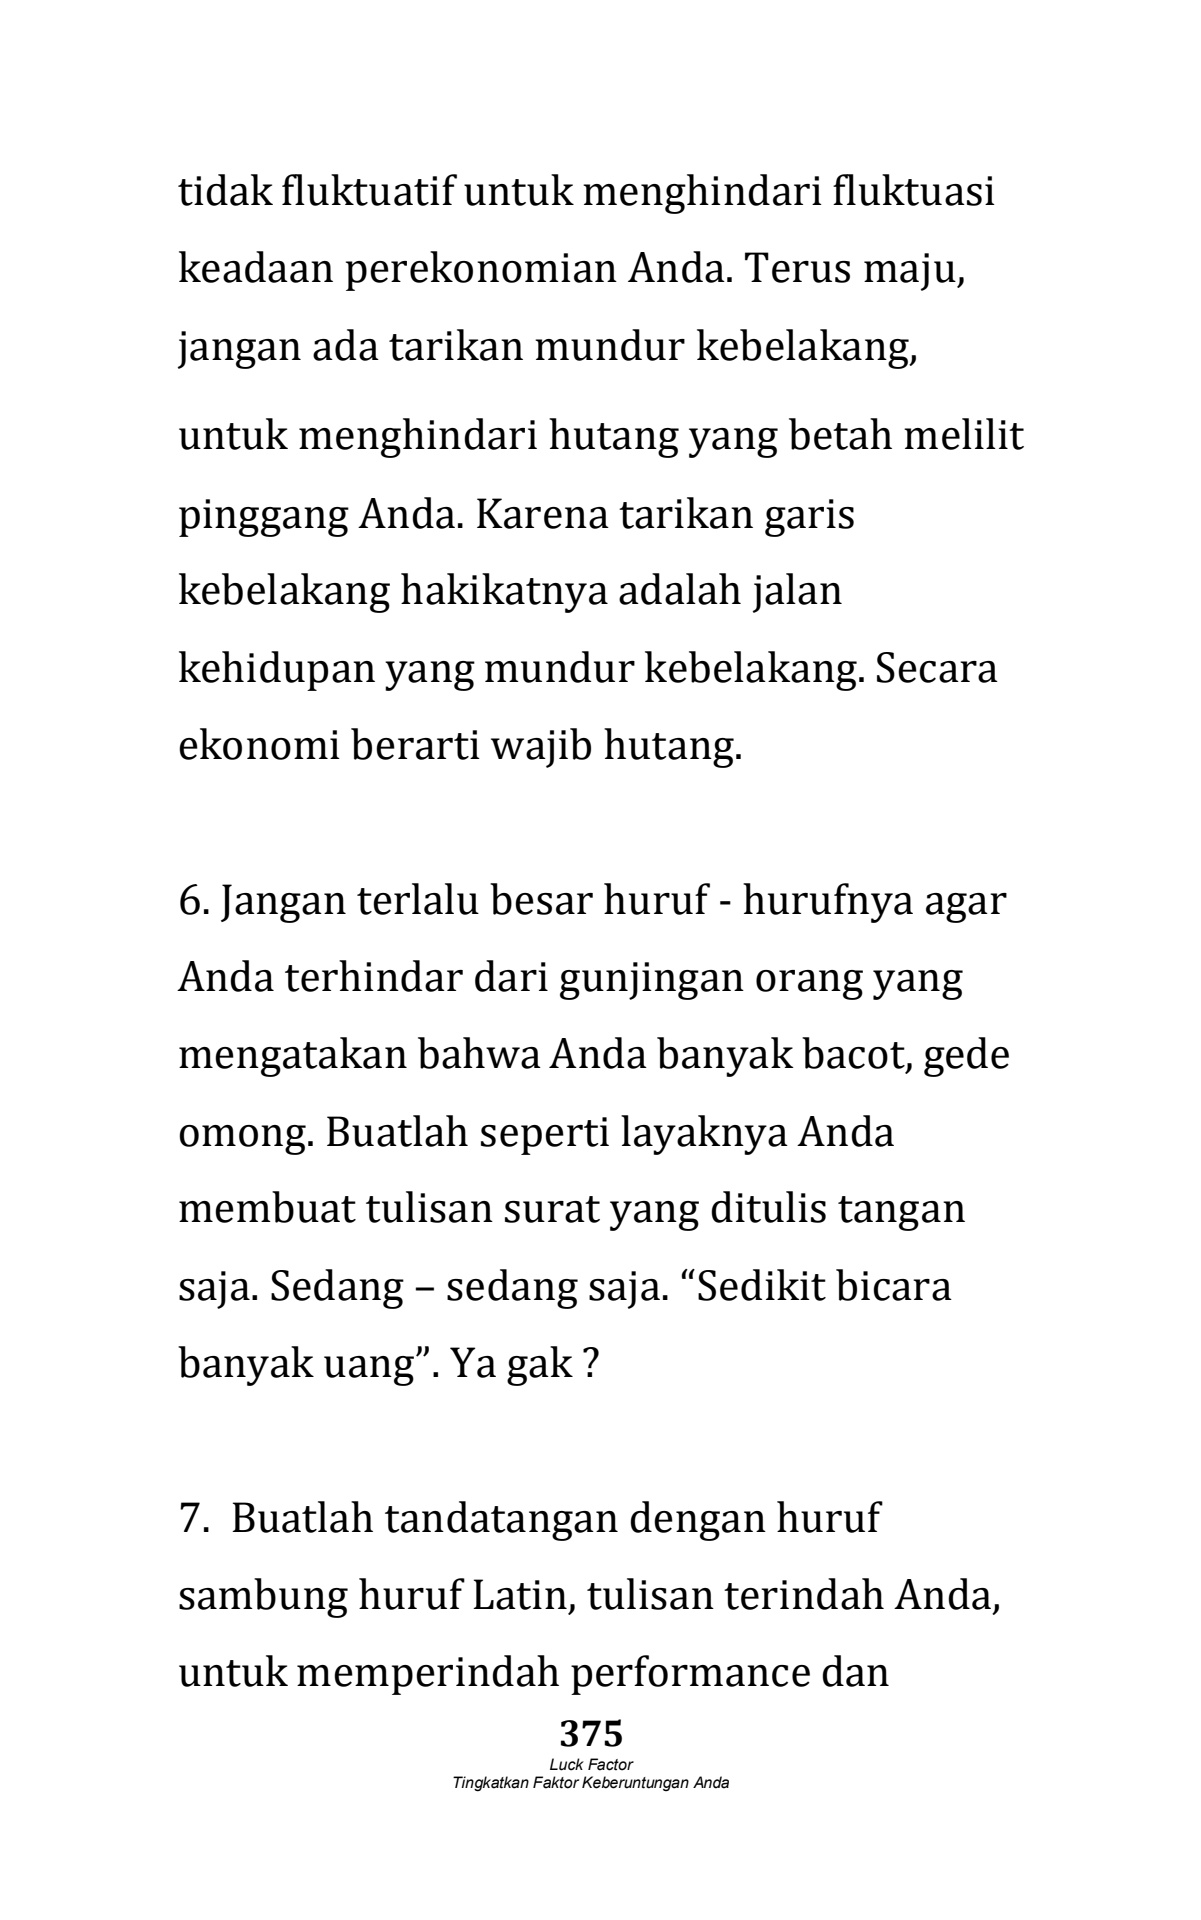 tidak fluktuatif untuk menghindari fluktuasi
keadaan perekonomian Anda. Terus maju,
jangan ada tarikan mundur kebelakang,
untuk menghindari hutang yang betah melilit
pinggang Anda. Karena tarikan garis
kebelakang hakikatnya adalah jalan
kehidupan yang mundur kebelakang. Secara
ekonomi berarti wajib hutang.
6. Jangan terlalu besar huruf - hurufnya agar
Anda terhindar dari gunjingan orang yang
mengatakan bahwa Anda banyak bacot, gede
omong. Buatlah seperti layaknya Anda
membuat tulisan surat yang ditulis tangan
saja. Sedang – sedang saja. “Sedikit bicara
banyak uang”. Ya gak ?
7. Buatlah tandatangan dengan huruf
sambung huruf Latin, tulisan terindah Anda,
untuk memperindah performance dan
375
Luck Factor
Tingkatkan Faktor Keberuntungan Anda